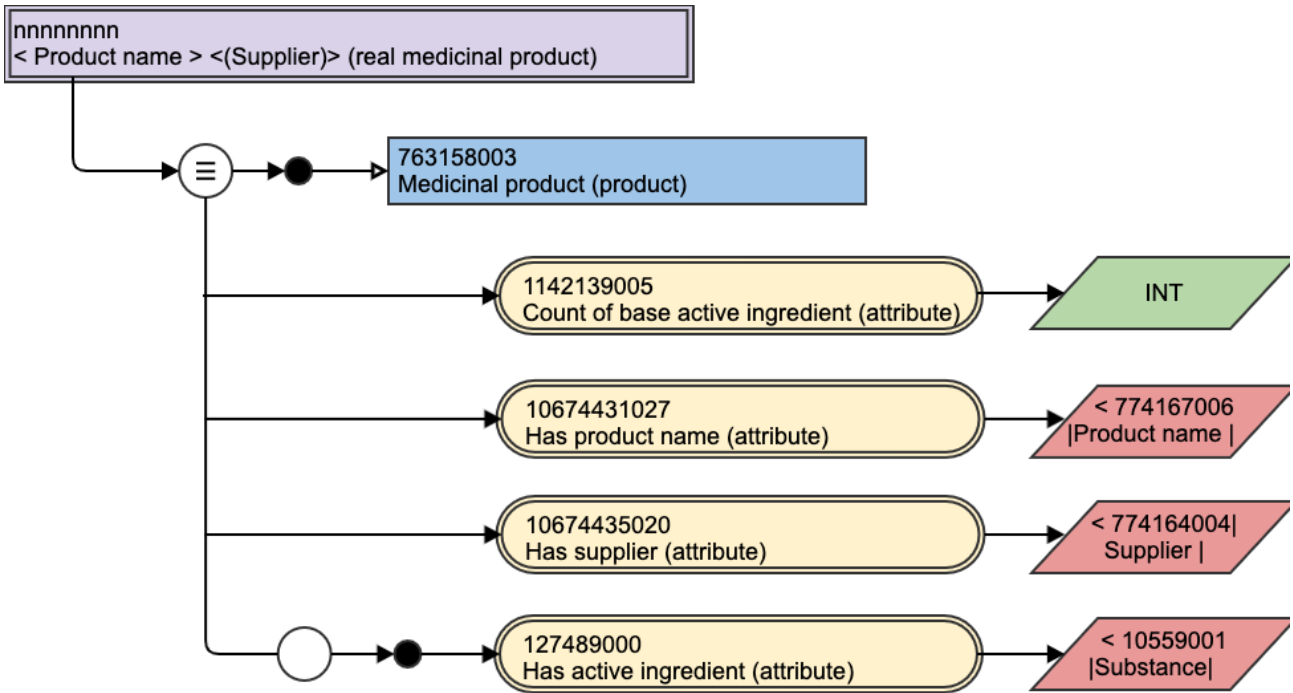 nnnnnnnn
< Product name > <(Supplier)> (real medicinal product)
≡
763158003
Medicinal product (product)
1142139005
Count of base active ingredient (attribute)
INT
10674431027
Has product name (attribute)
< 774167006
|Product name |
10674435020
Has supplier (attribute)
< 774164004|
Supplier |
127489000
Has active ingredient (attribute)
< 10559001
|Substance|